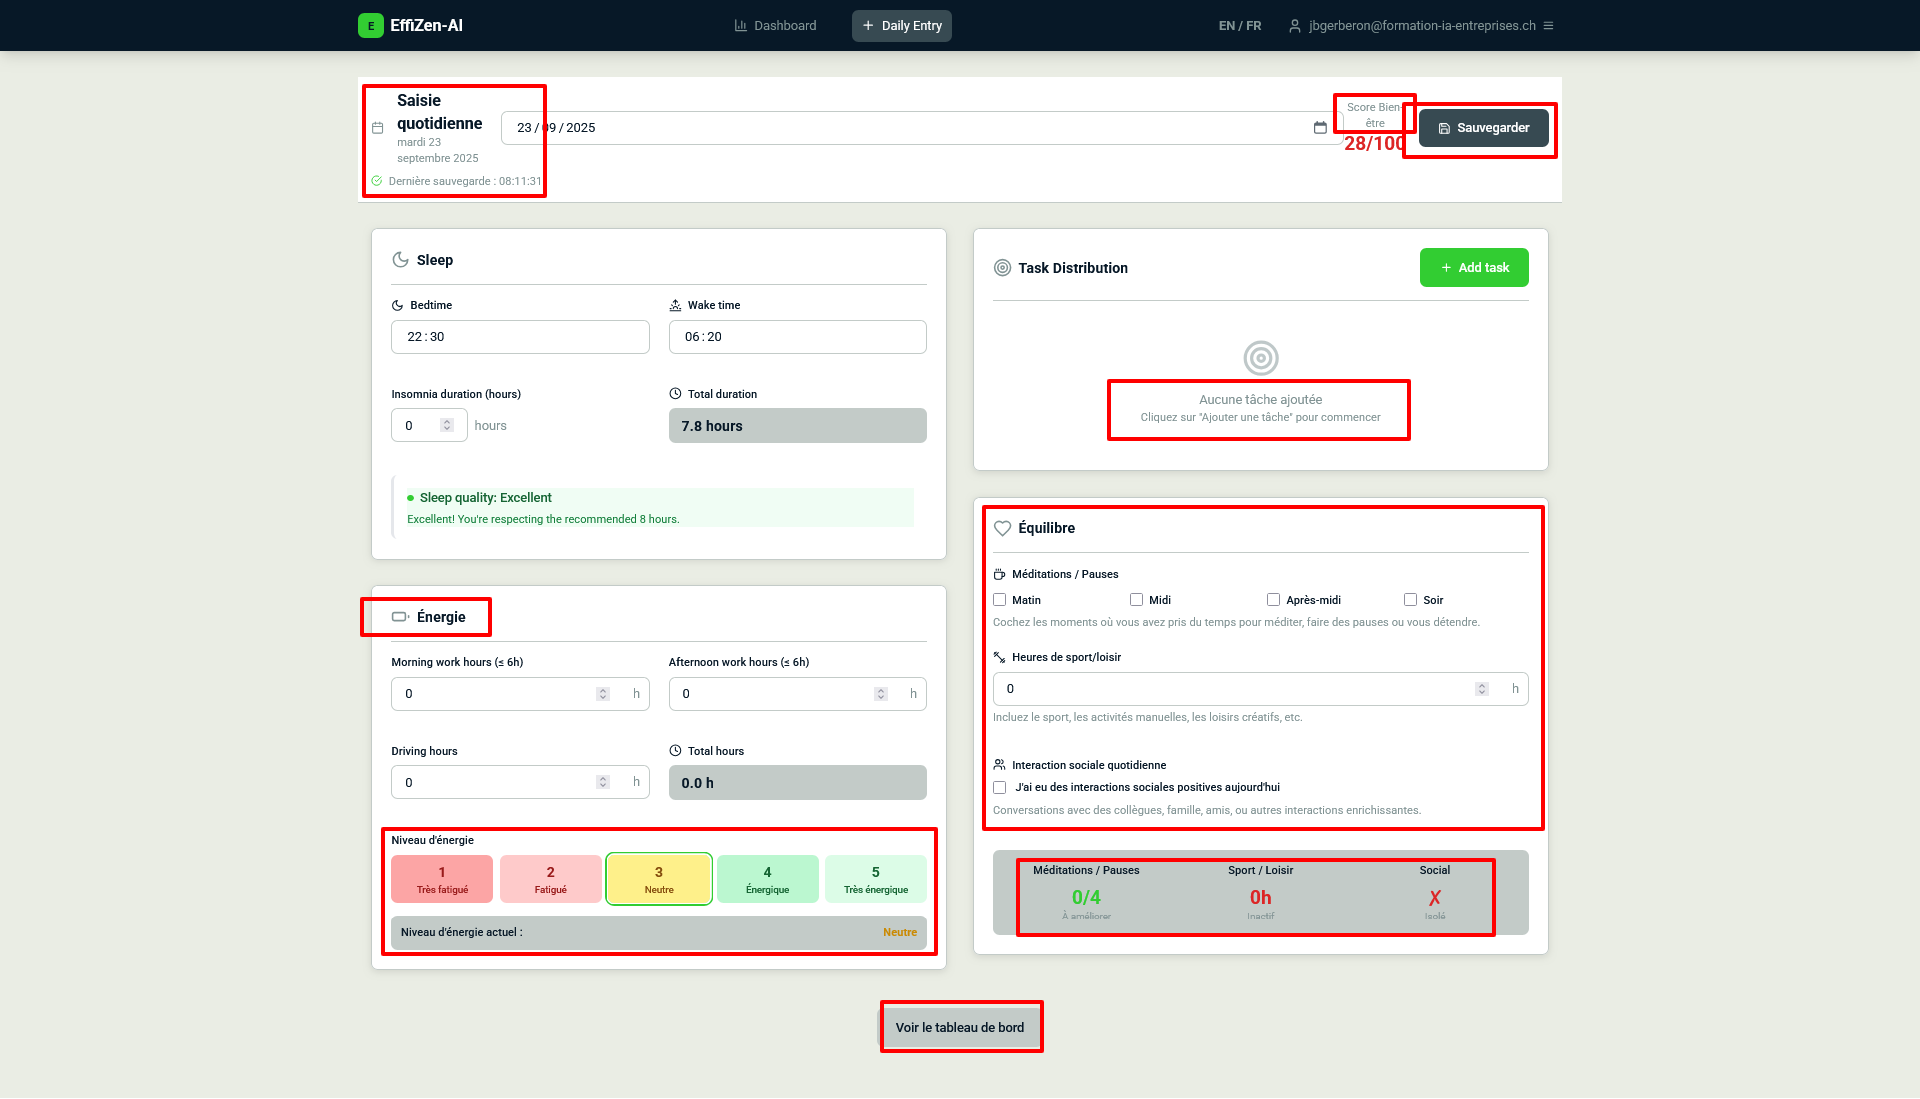 E EffiZen-AI
Dashboard
+ Daily Entry
EN / FR
jbgerberon@formation-ia-entreprises.ch
Saisie
quotidienne
mardi 23
septembre 2025
Dernière sauvegarde : 08:11:31
23/09/2025
Score Bien-
être
28/100
Sauvegarder
Sleep
Bedtime
Wake time
22:30
06:20
Insomnia duration (hours)
Total duration
0
hours
7.8 hours
Sleep quality: Excellent
Excellent! You're respecting the recommended 8 hours.
Énergie
Morning work hours (≤ 6h)
Afternoon work hours (≤ 6h)
0 h
0 h
Driving hours
Total hours
0 h
0.0 h
Niveau d'énergie
1
Très fatigué
2
Fatigué
3
Neutre
4
Énergique
5
Très énergique
Niveau d'énergie actuel :
Neutre
Task Distribution
+ Add task
Aucune tâche ajoutée
Cliquez sur "Ajouter une tâche" pour commencer
Équilibre
Méditations / Pauses
Matin
Midi
Après-midi
Soir
Cochez les moments où vous avez pris du temps pour méditer, faire des pauses ou vous détendre.
Heures de sport/loisir
0 h
Incluez le sport, les activités manuelles, les loisirs créatifs, etc.
Interaction sociale quotidienne
J'ai eu des interactions sociales positives aujourd'hui
Conversations avec des collègues, famille, amis, ou autres interactions enrichissantes.
Méditations / Pauses
Sport / Loisir
Social
0/4
0h
✗
À améliorer
Inactif
Isolé
Voir le tableau de bord